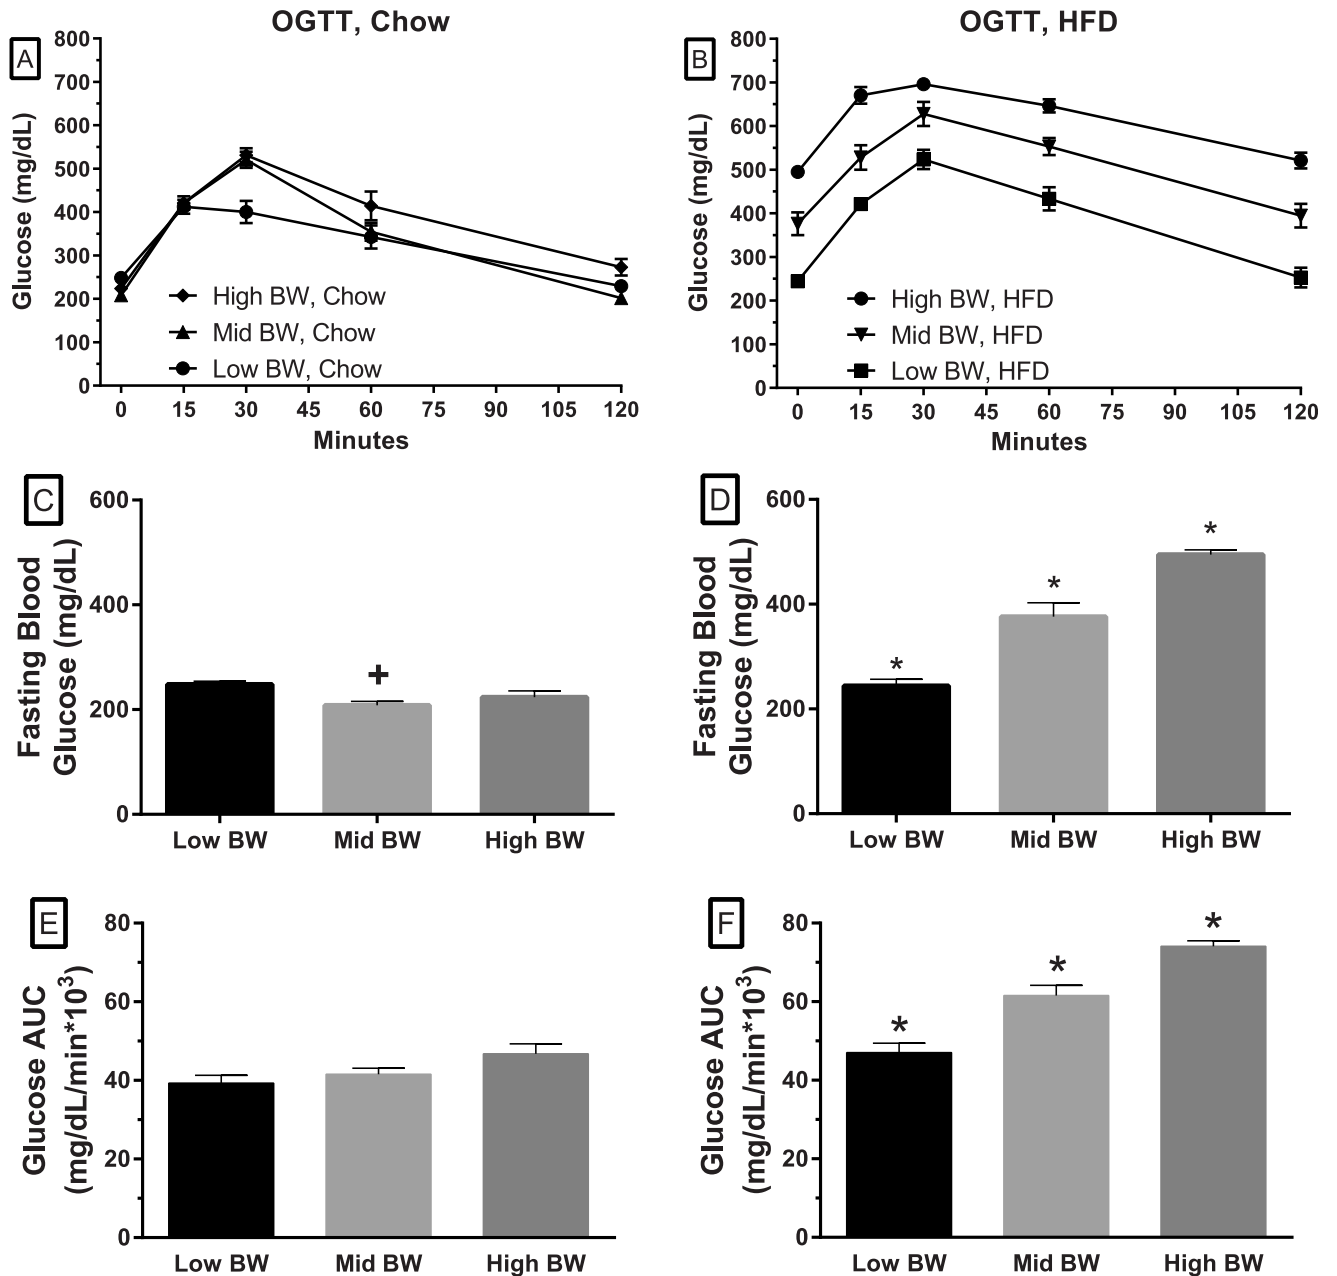 OGTT, Chow
A
800
700
600
500
400
300
200
100
0
Glucose (mg/dL)
High BW, Chow
Mid BW, Chow
Low BW, Chow
0 15 30 45 60 75 90 105 120
Minutes
OGTT, HFD
B
800
700
600
500
400
300
200
100
0
Glucose (mg/dL)
High BW, HFD
Mid BW, HFD
Low BW, HFD
0 15 30 45 60 75 90 105 120
Minutes
C
600
400
200
0
Fasting Blood
Glucose (mg/dL)
+
Low BW Mid BW High BW
D
600
400
200
0
Fasting Blood
Glucose (mg/dL)
* * *
Low BW Mid BW High BW
E
80
60
40
20
0
Glucose AUC
(mg/dL/min*10³)
Low BW Mid BW High BW
F
80
60
40
20
0
Glucose AUC
(mg/dL/min*10³)
* * *
Low BW Mid BW High BW